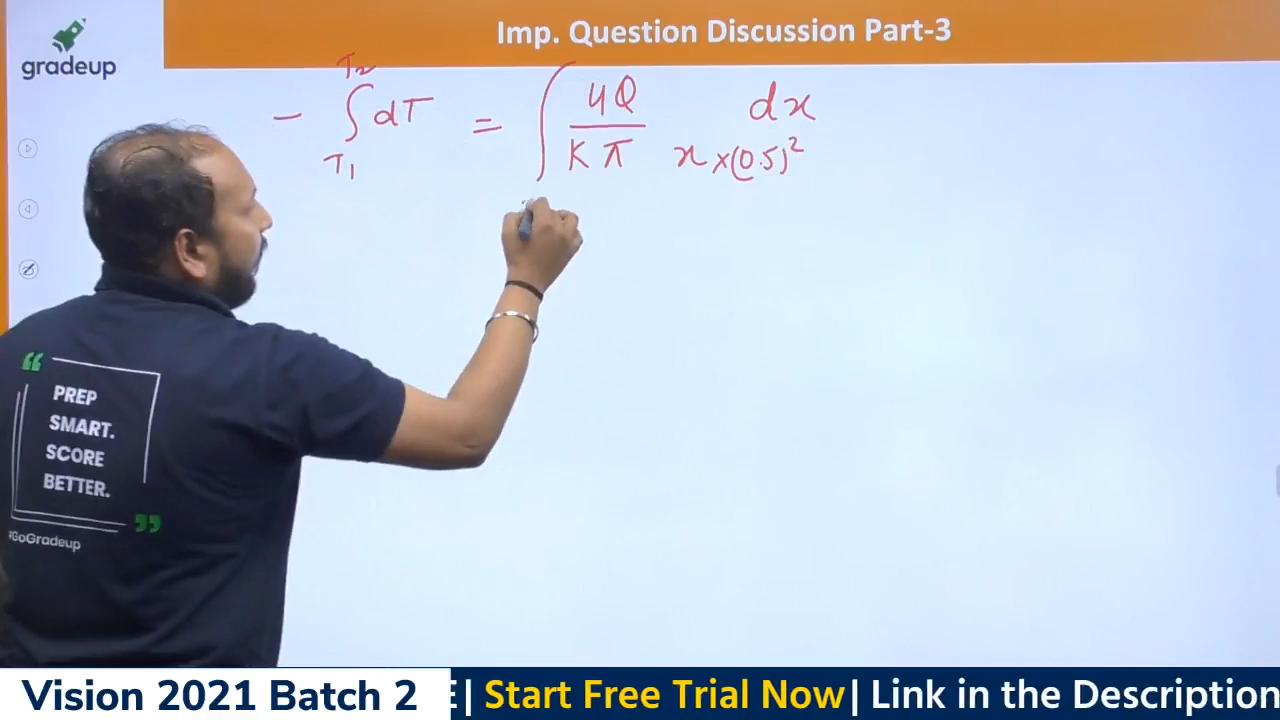 Imp. Question Discussion Part-3
gradeup
T2
- ∫ dT = ∫ 4Q dx
T1 Kπ x×(0.5)²
“
PREP
SMART.
SCORE
BETTER.
”
#GoGradeup
Vision 2021 Batch 2 E| Start Free Trial Now| Link in the Description